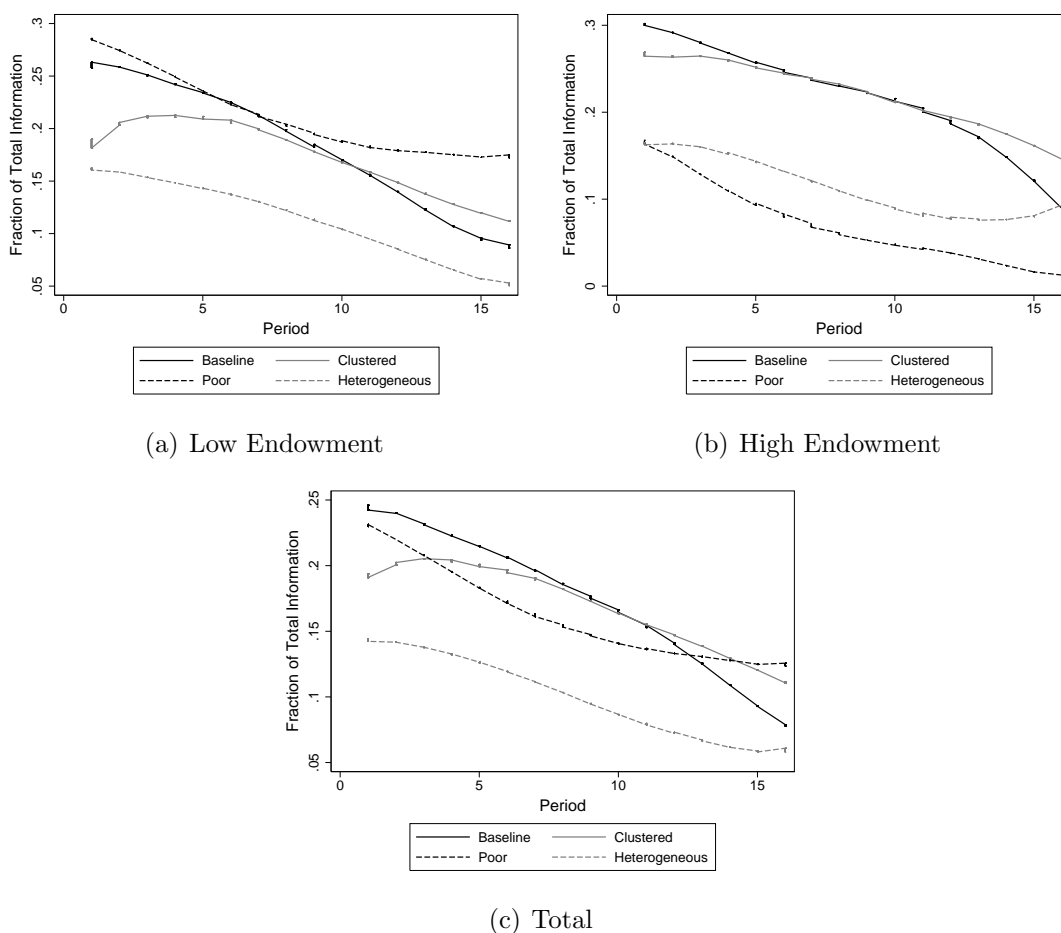 Fraction of Total Information
.3
.25
.2
.15
.1
.05
0 5 10 15
Period
Baseline Clustered
Poor Heterogeneous
(a) Low Endowment
Fraction of Total Information
.3
.2
.1
0
0 5 10 15
Period
Baseline Clustered
Poor Heterogeneous
(b) High Endowment
Fraction of Total Information
.25
.2
.15
.1
.05
0 5 10 15
Period
Baseline Clustered
Poor Heterogeneous
(c) Total